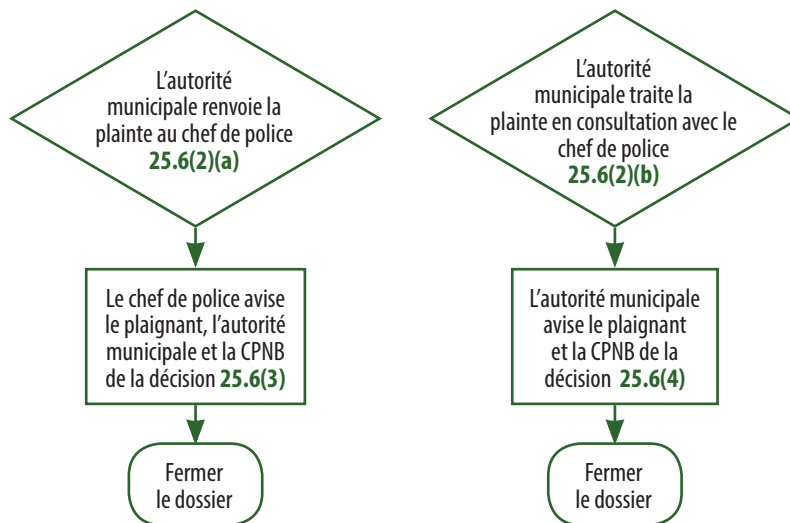 L’autorité
municipale renvoie la
plainte au chef de police
25.6(2)(a)
Le chef de police avise
le plaignant, l’autorité
municipale et la CPNB
de la décision 25.6(3)
Fermer
le dossier
L’autorité
municipale traite la
plainte en consultation avec le
chef de police
25.6(2)(b)
L’autorité municipale
avise le plaignant
et la CPNB de la
décision 25.6(4)
Fermer
le dossier